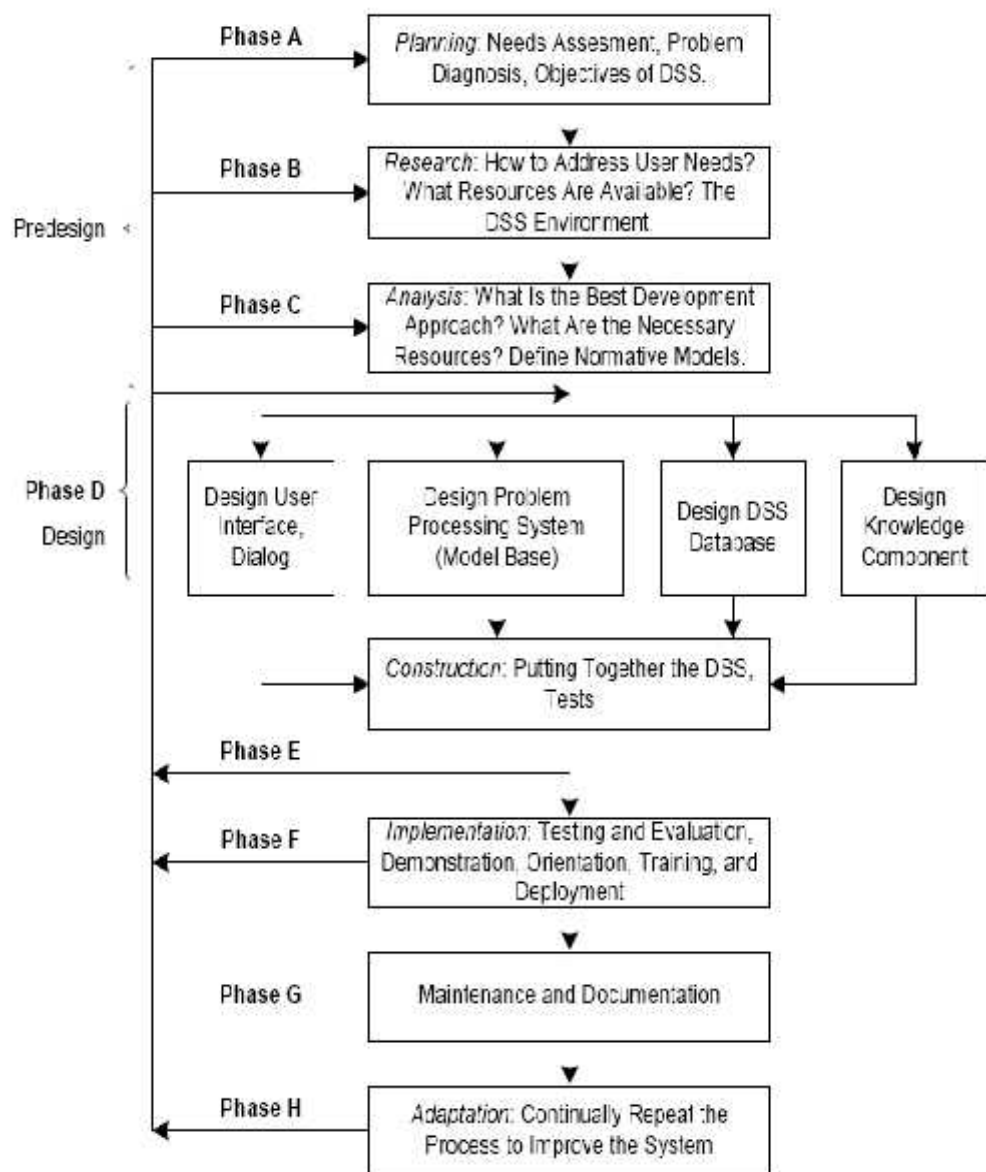 Phase A
Planning: Needs Assesment, Problem
Diagnosis, Objectives of DSS.
Phase B
Research: How to Address User Needs?
What Resources Are Available? The
DSS Environment
Predesign
Phase C
Analysis: What Is the Best Development
Approach? What Are the Necessary
Resources? Define Normative Models.
Phase D
Design
Design User
Interface,
Dialog
Design Problem
Processing System
(Model Base)
Design DSS
Database
Design
Knowledge
Component
Construction: Putting Together the DSS,
Tests
Phase E
Phase F
Implementation: Testing and Evaluation,
Demonstration, Orientation, Training, and
Deployment
Phase G
Maintenance and Documentation
Phase H
Adaptation: Continually Repeat the
Process to Improve the System